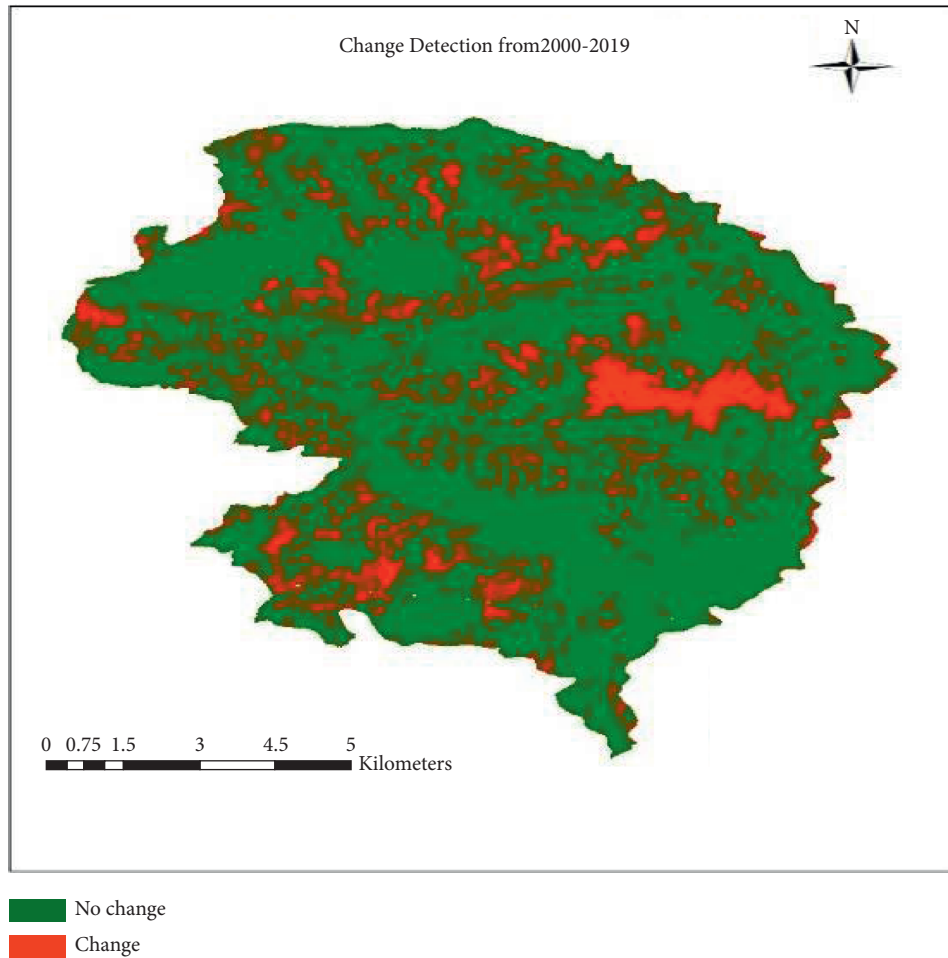 Change Detection from2000-2019
N
0 0.75 1.5 3 4.5 5
Kilometers
No change
Change